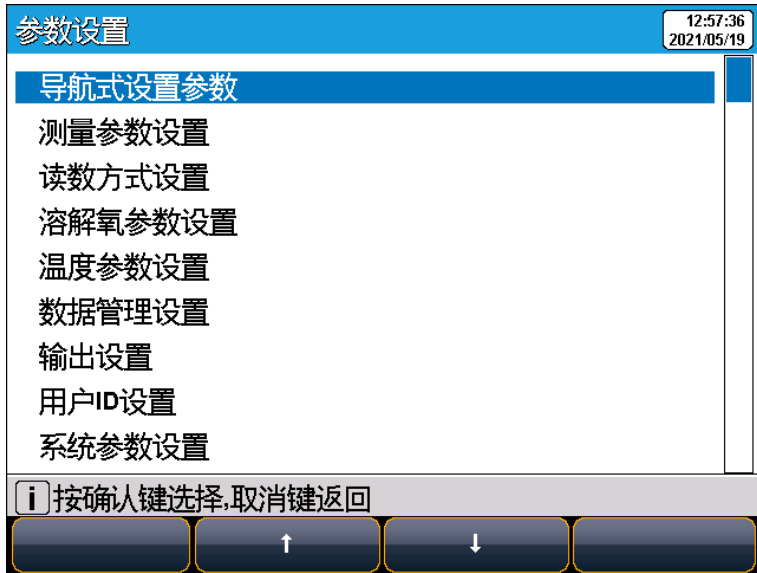 参数设置
12:57:36
2021/05/19
导航式设置参数
测量参数设置
读数方式设置
溶解氧参数设置
温度参数设置
数据管理设置
输出设置
用户ID设置
系统参数设置
i 按确认键选择,取消键返回
↑ ↓